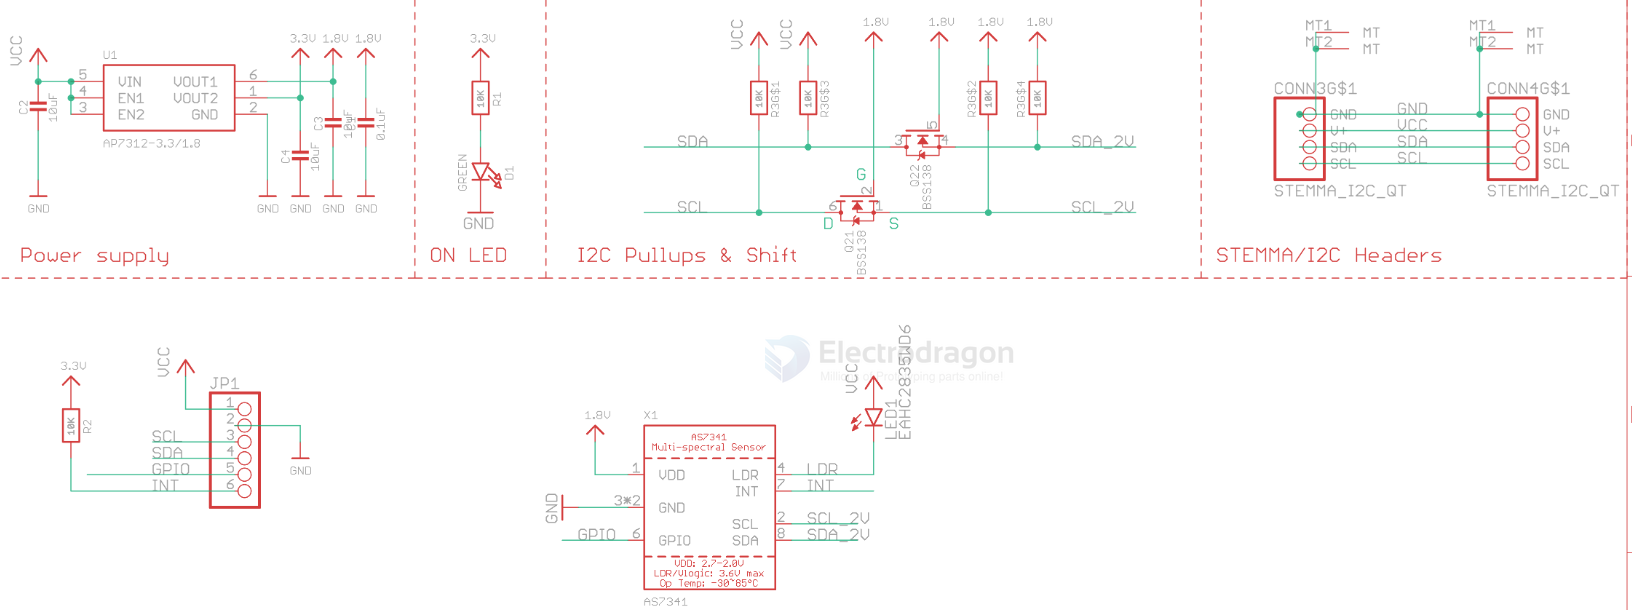 VCC
U1
3.3V 1.8V 1.8V
5 VIN VOUT1 6
4 EN1 VOUT2 1
3 EN2 GND 2
AP7312-3.3/1.8
C2
10uF
C3
C4
10uF
0.1uF
GND
GND GND GND GND
Power supply
3.3V
10K
R1
GREEN
D1
GND
ON LED
VCC VCC 1.8V 1.8V 1.8V 1.8V
10K R3G$1
10K R3G$3
10K R3G$2
10K R3G$4
SDA
3 5 4
SDA_2V
Q22
BSS138
G
2
SCL
6 1
SCL_2V
D S
Q21
BSS138
I2C Pullups & Shift
MT1 MT
MT2 MT
MT1 MT
MT2 MT
CONN3G$1
CONN4G$1
GND GND GND
V+ VCC V+
SDA SDA SDA
SCL SCL SCL
STEMMA_I2C_QT
STEMMA_I2C_QT
STEMMA/I2C Headers
3.3V
10K
R2
VCC
JP1
1
2
SCL 3
SDA 4
GPIO 5
INT 6
GND
Electrodragon
Millions of Prototyping parts online!
VCC
LED1
EAHC2835WD6
1.8V
X1
AS7341
Multi-spectral Sensor
1 VDD LDR 4 LDR
INT 7 INT
GND 3*2 GND
SCL 2 SCL_2V
GPIO 6 GPIO SDA 8 SDA_2V
VDD: 2.7-2.0V
LDR/Vlogic: 3.6V max
Op Temp: -30~85°C
AS7341